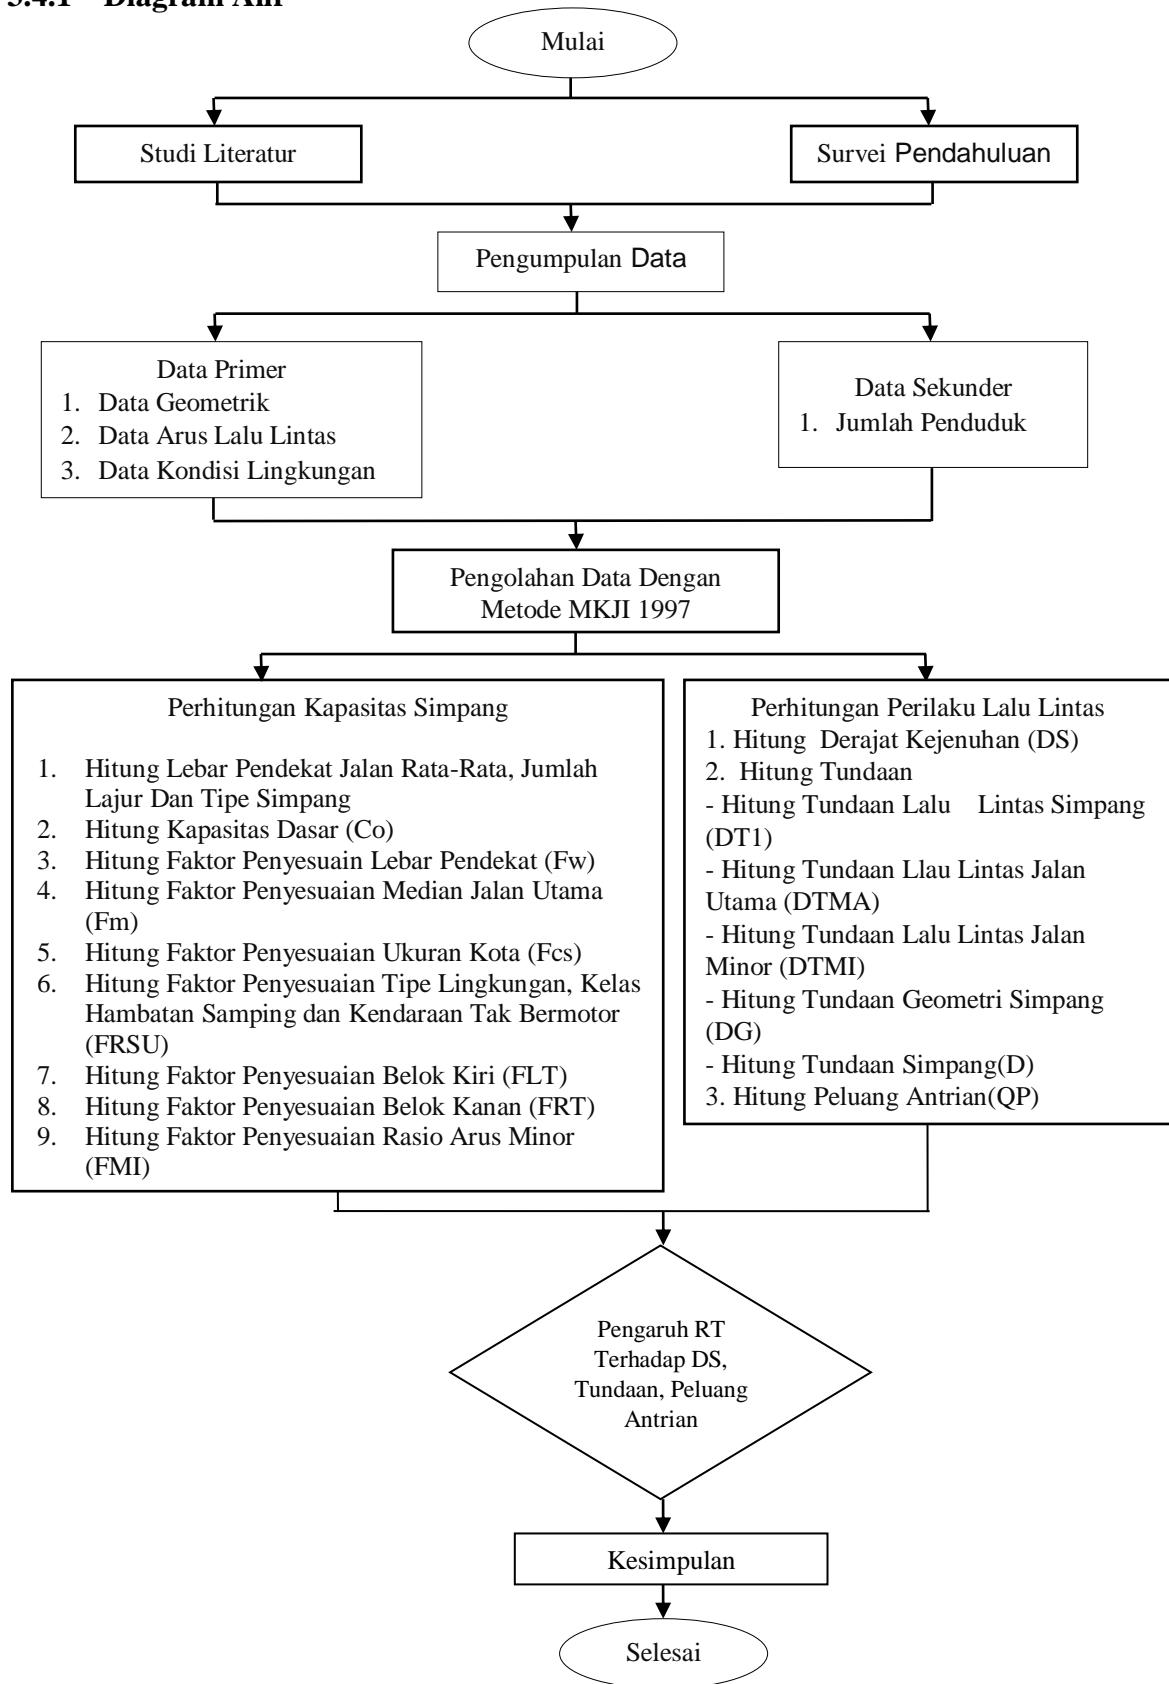 Mulai
Studi Literatur
Survei Pendahuluan
Pengumpulan Data
Data Primer
1. Data Geometrik
2. Data Arus Lalu Lintas
3. Data Kondisi Lingkungan
Data Sekunder
1. Jumlah Penduduk
Pengolahan Data Dengan
Metode MKJI 1997
Perhitungan Kapasitas Simpang
1. Hitung Lebar Pendekat Jalan Rata-Rata, Jumlah
Lajur Dan Tipe Simpang
2. Hitung Kapasitas Dasar (Co)
3. Hitung Faktor Penyesuain Lebar Pendekat (Fw)
4. Hitung Faktor Penyesuaian Median Jalan Utama
(Fm)
5. Hitung Faktor Penyesuaian Ukuran Kota (Fcs)
6. Hitung Faktor Penyesuaian Tipe Lingkungan, Kelas
Hambatan Samping dan Kendaraan Tak Bermotor
(FRSU)
7. Hitung Faktor Penyesuaian Belok Kiri (FLT)
8. Hitung Faktor Penyesuaian Belok Kanan (FRT)
9. Hitung Faktor Penyesuaian Rasio Arus Minor
(FMI)
Perhitungan Perilaku Lalu Lintas
1. Hitung Derajat Kejenuhan (DS)
2. Hitung Tundaan
- Hitung Tundaan Lalu Lintas Simpang
(DT1)
- Hitung Tundaan Llau Lintas Jalan
Utama (DTMA)
- Hitung Tundaan Lalu Lintas Jalan
Minor (DTMI)
- Hitung Tundaan Geometri Simpang
(DG)
- Hitung Tundaan Simpang(D)
3. Hitung Peluang Antrian(QP)
Pengaruh RT
Terhadap DS,
Tundaan, Peluang
Antrian
Kesimpulan
Selesai